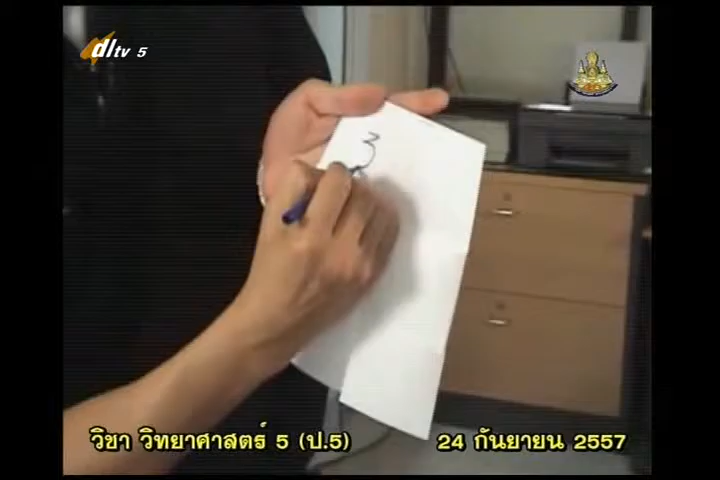 dltv 5
วิชา วิทยาศาสตร์ 5 (ป.5) 24 กันยายน 2557